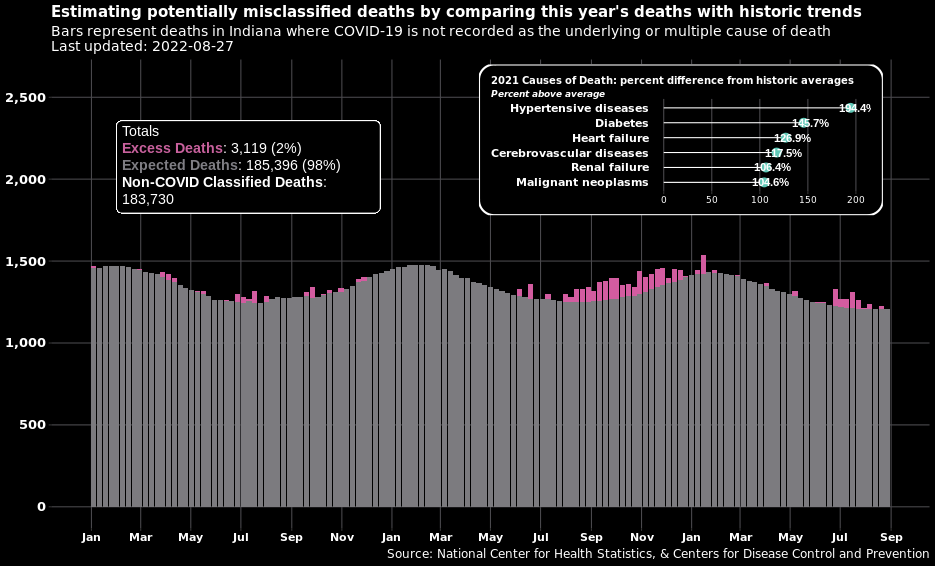 Estimating potentially misclassified deaths by comparing this year's deaths with historic trends
Bars represent deaths in Indiana where COVID-19 is not recorded as the underlying or multiple cause of death
Last updated: 2022-08-27
2,500
2,000
1,500
1,000
500
0
Totals
Excess Deaths: 3,119 (2%)
Expected Deaths: 185,396 (98%)
Non-COVID Classified Deaths:
183,730
2021 Causes of Death: percent difference from historic averages
Percent above average
Hypertensive diseases 194.4%
Diabetes 145.7%
Heart failure 126.9%
Cerebrovascular diseases 117.5%
Renal failure 106.4%
Malignant neoplasms 104.6%
0 50 100 150 200
Jan Mar May Jul Sep Nov Jan Mar May Jul Sep Nov Jan Mar May Jul Sep
Source: National Center for Health Statistics, & Centers for Disease Control and Prevention